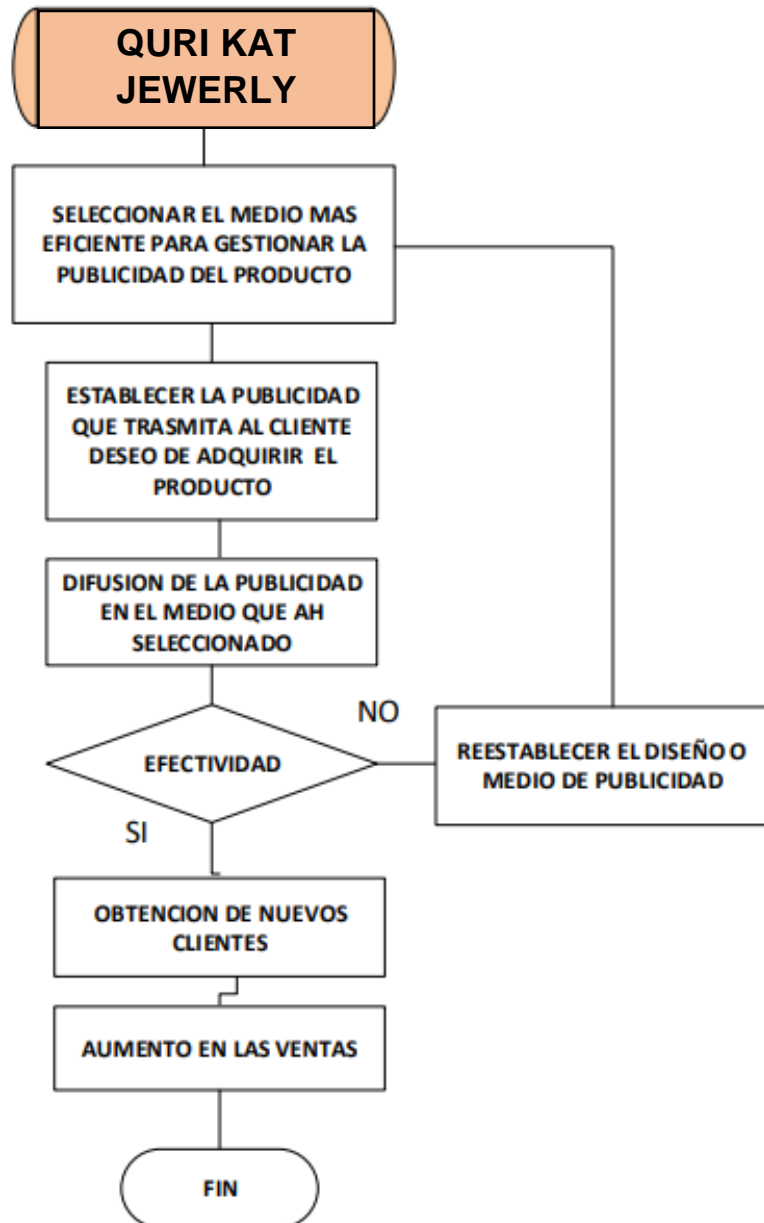 QURI KAT
JEWERLY
SELECCIONAR EL MEDIO MAS
EFICIENTE PARA GESTIONAR LA
PUBLICIDAD DEL PRODUCTO
ESTABLECER LA PUBLICIDAD
QUE TRASMITA AL CLIENTE
DESEO DE ADQUIRIR EL
PRODUCTO
DIFUSION DE LA PUBLICIDAD
EN EL MEDIO QUE AH
SELECCIONADO
EFECTIVIDAD
NO
REESTABLECER EL DISEÑO O
MEDIO DE PUBLICIDAD
SI
OBTENCION DE NUEVOS
CLIENTES
AUMENTO EN LAS VENTAS
FIN